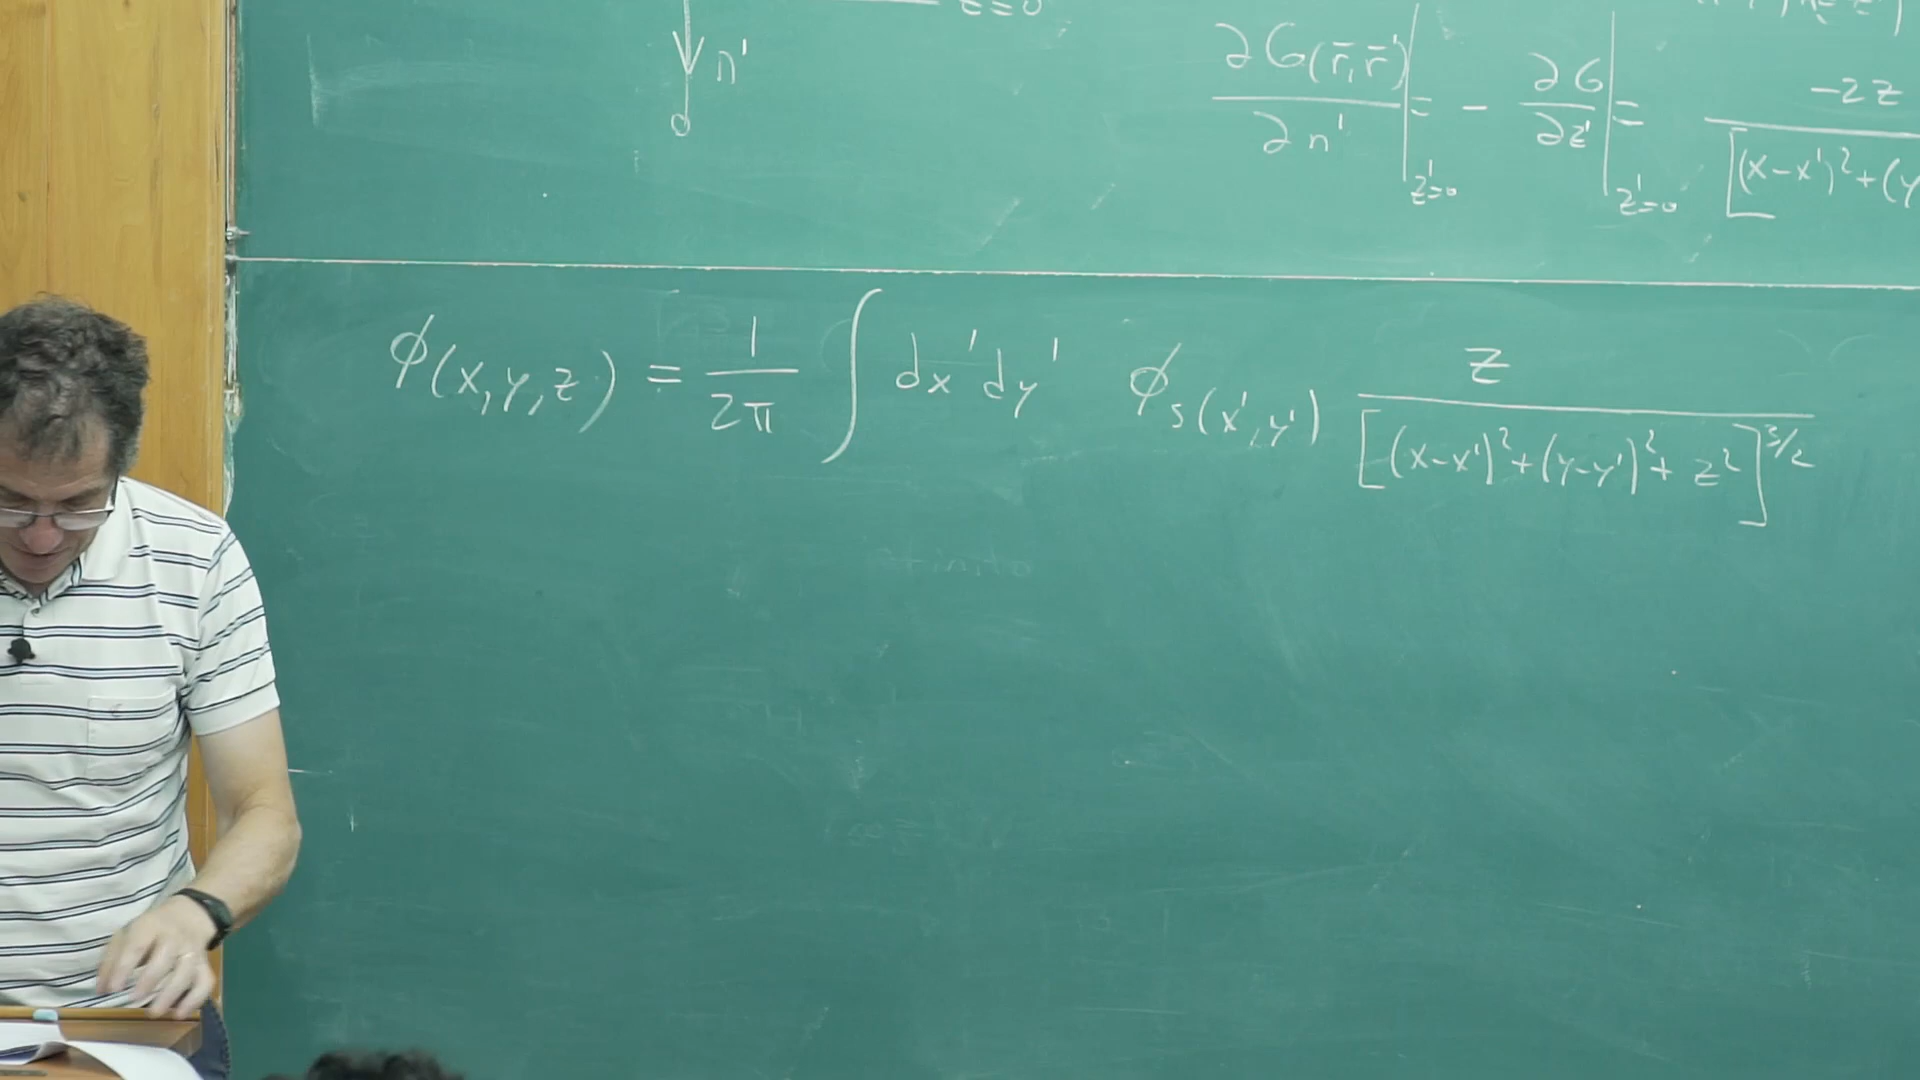 z=0
n'
∂G(r̄,r̄')/∂n' |z'=0 = - ∂G/∂z' |z'=0 = -2z / [(x-x')²+(y
ϕ(x,y,z) = 1/2π ∫ dx'dy' ϕs(x',y') z / [(x-x')²+(y-y')²+z²]^3/2